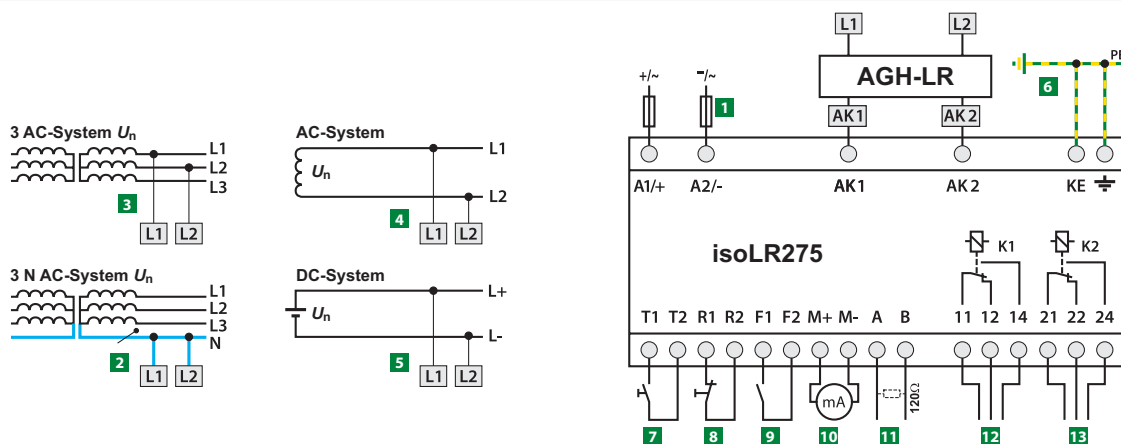 3 AC-System Un
L1
L2
L3
3
L1 L2
AC-System
Un
L1
L2
4
L1 L2
3 N AC-System Un
L1
L2
L3
N
2
L1 L2
DC-System
Un
L+
L-
5
L1 L2
L1 L2
AGH-LR
AK1 AK2
+/~ -/~
1
6
A1/+ A2/- AK1 AK2 KE
isoLR275
K1 K2
T1 T2 R1 R2 F1 F2 M+ M- A B 11 12 14 21 22 24
mA
120Ω
7 8 9 10 11 12 13